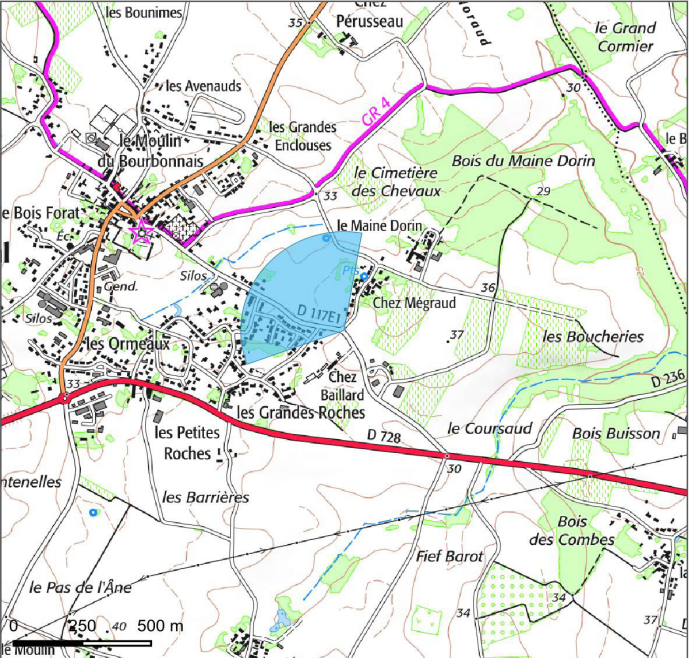 les Bounimes
35
Chez
Pérusseau
le Grand
Cormier
30
les Avenauds
GR 4
les Grandes
Enclouses
le Moulin
du Bourbonnais
Bois du Maine Dorin
le B
le Cimetière
des Chevaux
29
33
e Bois Forat
le Maine Dorin
Ec.
Silos
Gend.
Pts
36
Chez Mégraud
D 117E1
Silos
37
les Boucheries
les Ormeaux
Chez
Baillard
D 236
33
les Grandes Roches
le Coursaud
Bois Buisson
les Petites
Roches
D 728
30
ntenelles
les Barrières
Bois
des Combes
Fief Barot
le Pas de l'Âne
34
34
37
0 250 500 m
40
le Moulin